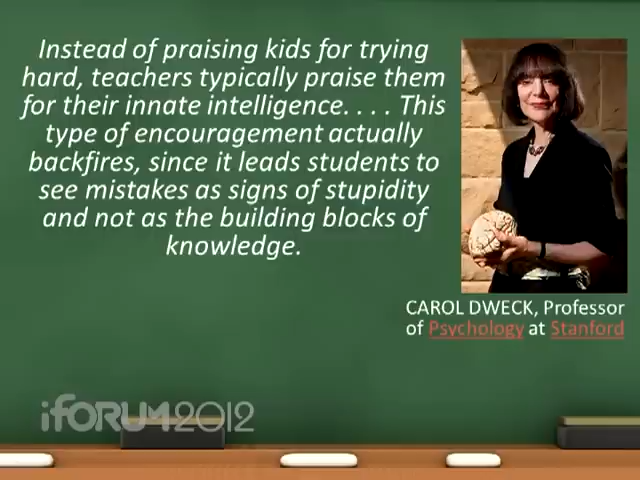 Instead of praising kids for trying
hard, teachers typically praise them
for their innate intelligence. . . . This
type of encouragement actually
backfires, since it leads students to
see mistakes as signs of stupidity
and not as the building blocks of
knowledge.
CAROL DWECK, Professor
of Psychology at Stanford
iFORUM2012